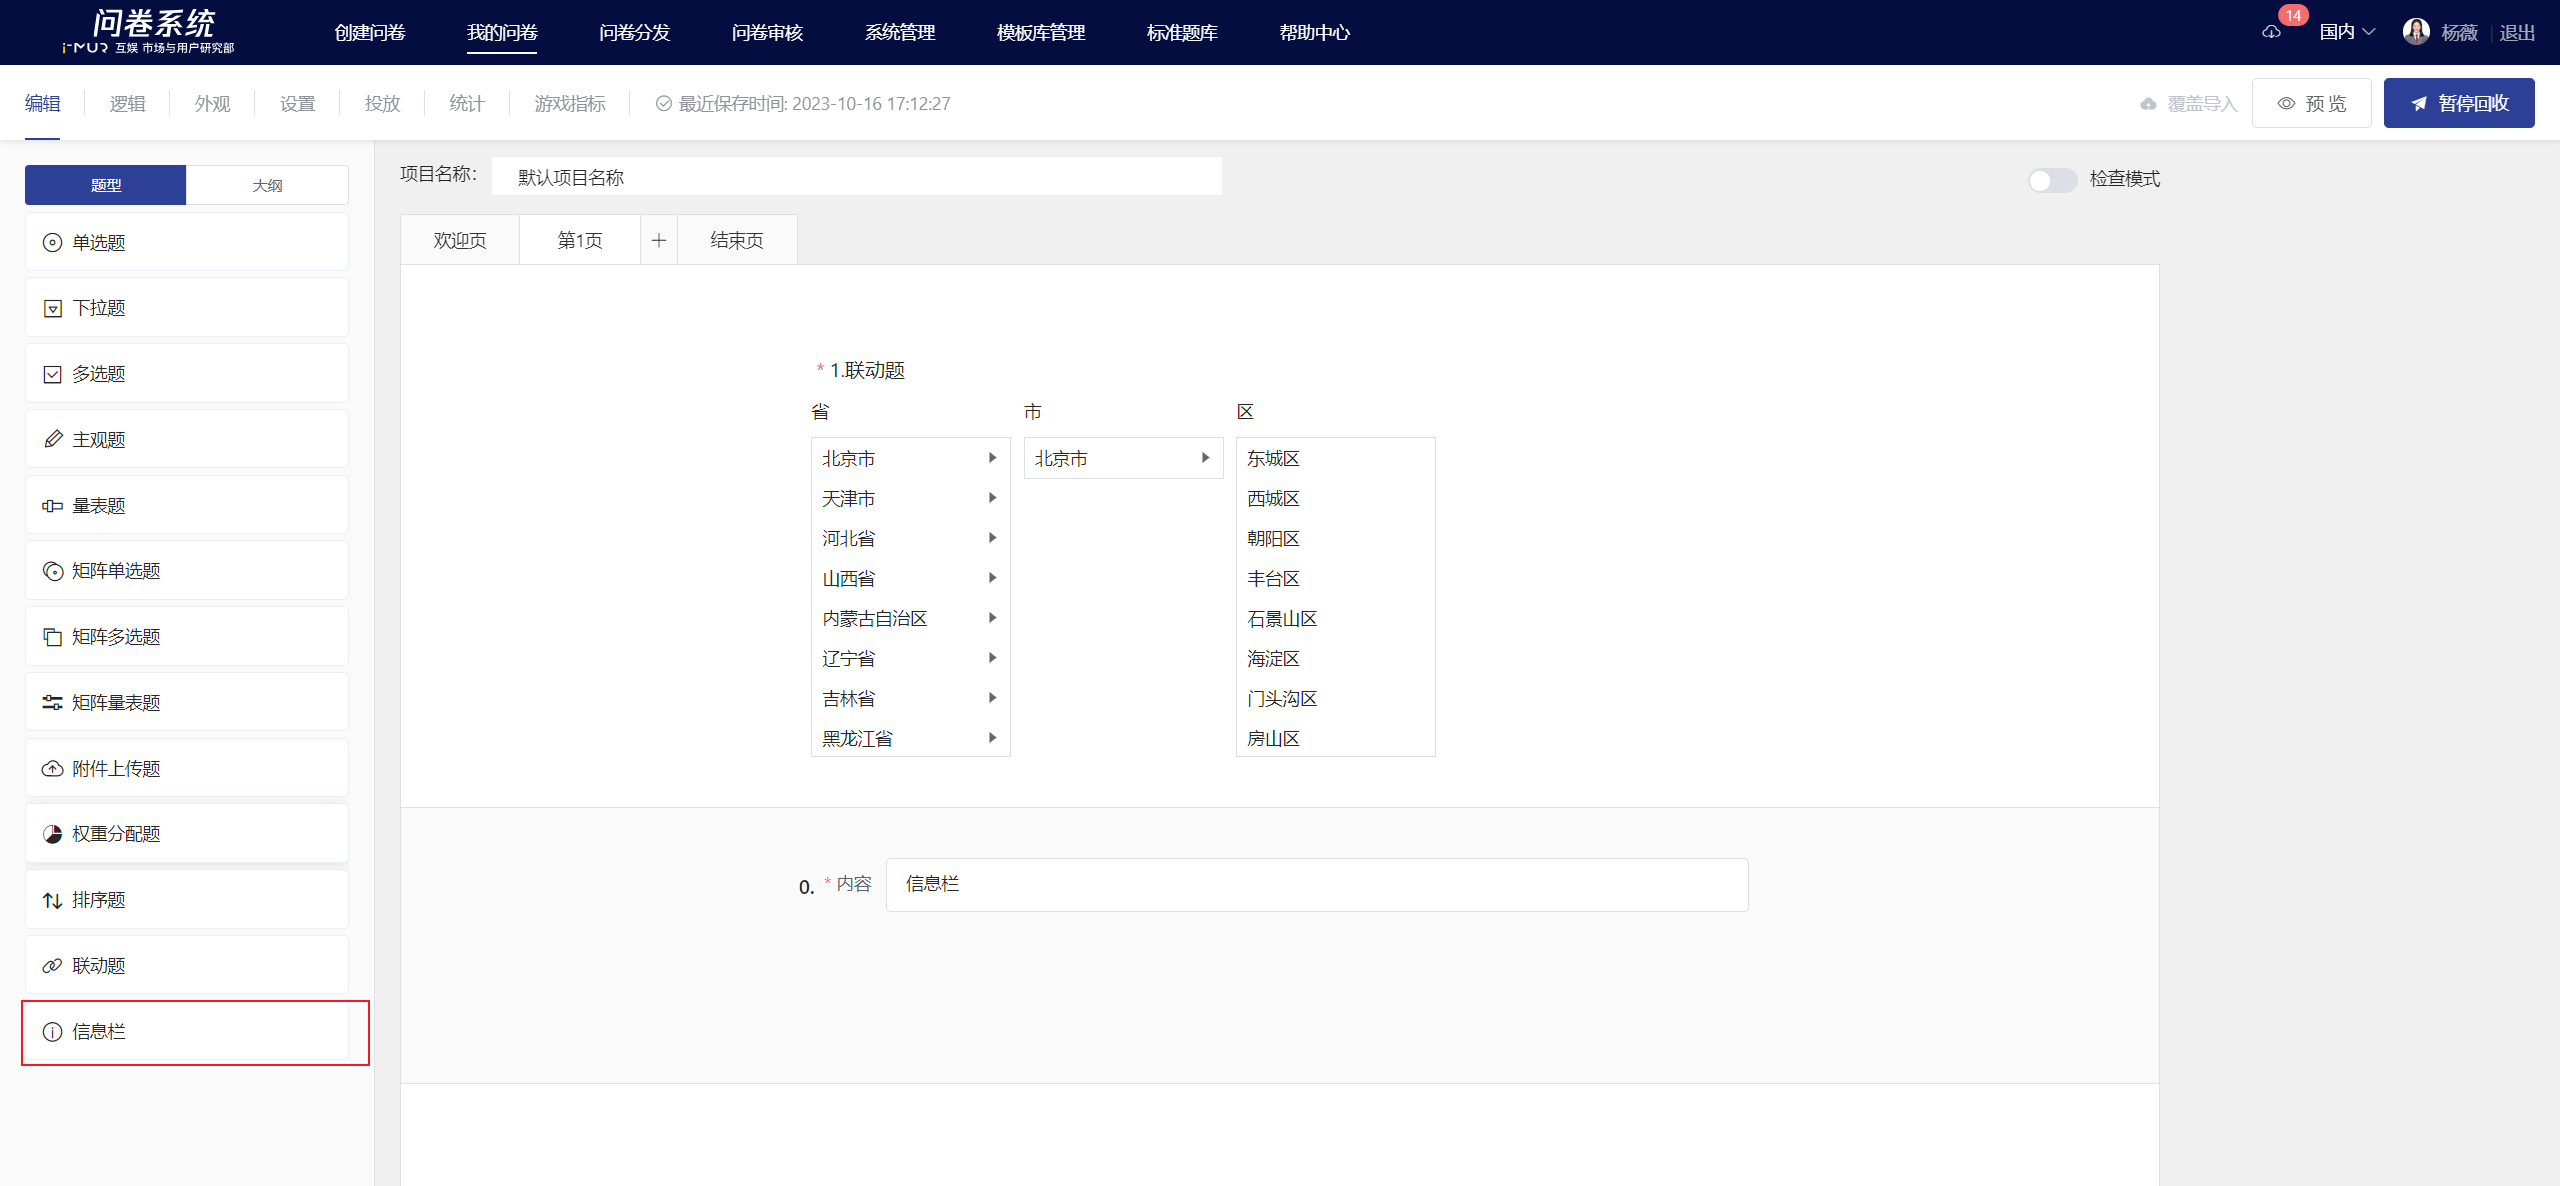 问卷系统
i-MUR 互娱 市场与用户研究部
创建问卷
我的问卷
问卷分发
问卷审核
系统管理
模板库管理
标准题库
帮助中心
14
国内
杨薇
退出
编辑
逻辑
外观
设置
投放
统计
游戏指标
最近保存时间: 2023-10-16 17:12:27
覆盖导入
预 览
暂停回收
题型
大纲
单选题
下拉题
多选题
主观题
量表题
矩阵单选题
矩阵多选题
矩阵量表题
附件上传题
权重分配题
排序题
联动题
信息栏
项目名称:
默认项目名称
检查模式
欢迎页
第1页
结束页
* 1.联动题
省
市
区
北京市
天津市
河北省
山西省
内蒙古自治区
辽宁省
吉林省
黑龙江省
北京市
东城区
西城区
朝阳区
丰台区
石景山区
海淀区
门头沟区
房山区
0. * 内容
信息栏